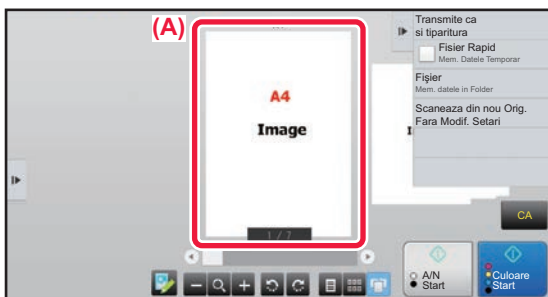 (A)
Transmite ca
si tiparitura
Fisier Rapid
Mem. Datele Temporar
Fişier
Mem. datele in Folder
Scaneaza din nou Orig.
Fara Modif. Setari
A4
Image
I
1 / 7
CA
A/N
Start
Culoare
Start